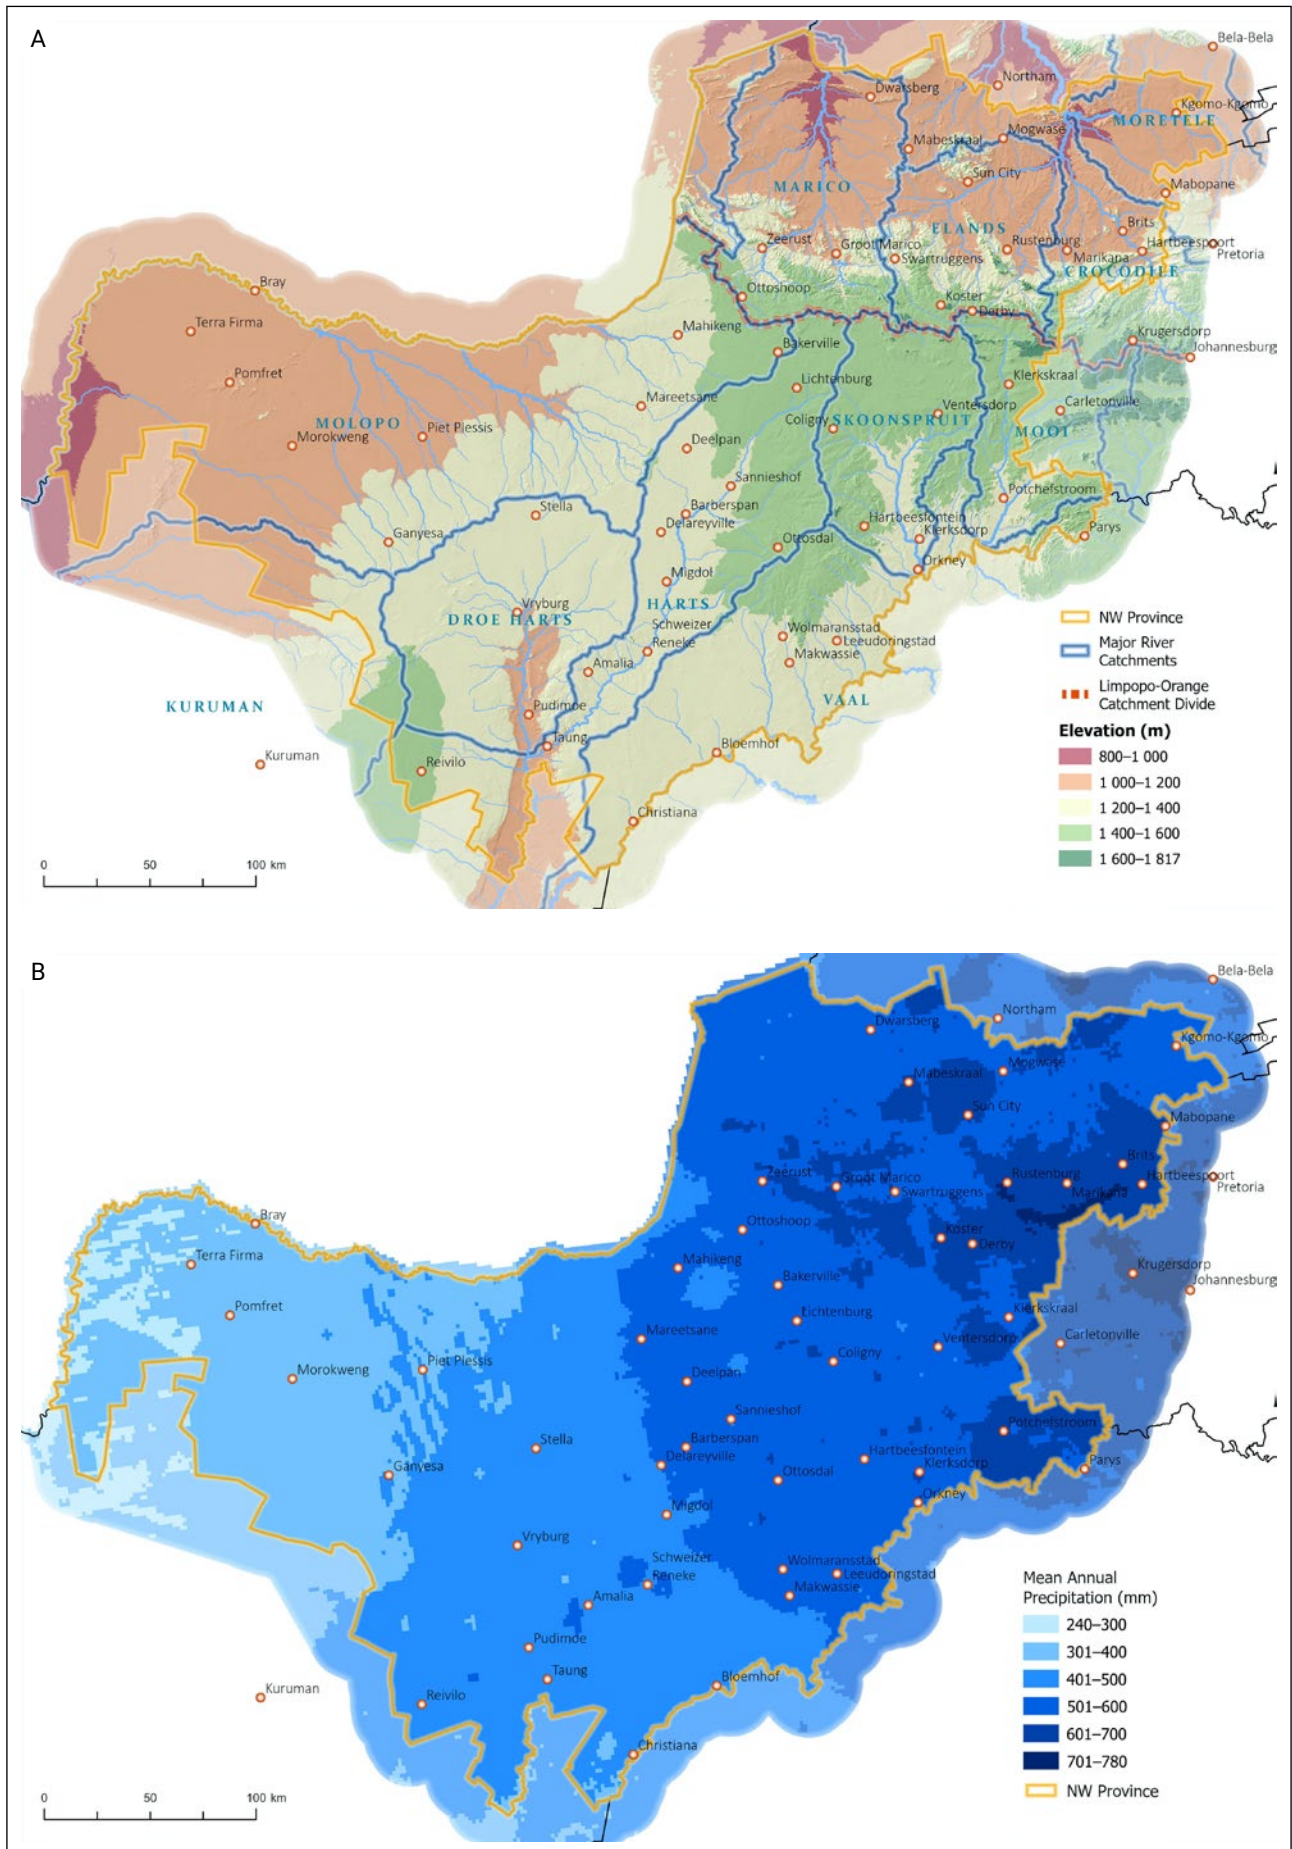 A
Bela-Bela
Northam
Dwarsberg
Kgomo-Kgomo
MORETELE
Mogwase
Mabeskraal
Sun City
MARICO
Mabopane
Brits
ELANDS
Zeerust
Groot Marico
Rustenburg
Hartbeespoort
Swartruggens
Marikana
Pretoria
CROCODILE
Bray
Ottoshoop
Koster
Derby
Terra Firma
Mahikeng
Krugersdorp
Bakerville
Johannesburg
Pomfret
Lichtenburg
Klerkskraal
Mareetsane
Carletonville
Ventersdorp
MOLOPO
Coligny
SKOONSPRUIT
Piet Plessis
MOOI
Morokweng
Deelpan
Sannieshof
Potchefstroom
Stella
Barberspan
Hartbeesfontein
Delareyville
Parys
Ganyesa
Klerksdorp
Ottosdal
Orkney
Migdol
Vryburg
HARTS
DROE HARTS
Schweizer
Reneke
Wolmaransstad
Leeudoringstad
Makwassie
Amalia
KURUMAN
VAAL
Pudimoe
Taung
Bloemhof
Kuruman
Reivilo
Christiana
NW Province
Major River
Catchments
Limpopo-Orange
Catchment Divide
Elevation (m)
800–1 000
1 000–1 200
1 200–1 400
1 400–1 600
1 600–1 817
0 50 100 km
B
Bela-Bela
Northam
Dwarsberg
Kgomo-Kgomo
Mogwase
Mabeskraal
Sun City
Mabopane
Brits
Zeerust
Groot Marico
Rustenburg
Hartbeespoort
Swartruggens
Marikana
Pretoria
Bray
Ottoshoop
Koster
Derby
Terra Firma
Mahikeng
Krugersdorp
Bakerville
Johannesburg
Pomfret
Lichtenburg
Klerkskraal
Mareetsane
Carletonville
Ventersdorp
Coligny
Piet Plessis
Morokweng
Deelpan
Sannieshof
Potchefstroom
Stella
Barberspan
Hartbeesfontein
Delareyville
Parys
Ganyesa
Klerksdorp
Ottosdal
Orkney
Migdol
Vryburg
Schweizer
Reneke
Wolmaransstad
Leeudoringstad
Makwassie
Amalia
Pudimoe
Taung
Bloemhof
Kuruman
Reivilo
Christiana
Mean Annual
Precipitation (mm)
240–300
301–400
401–500
501–600
601–700
701–780
NW Province
0 50 100 km